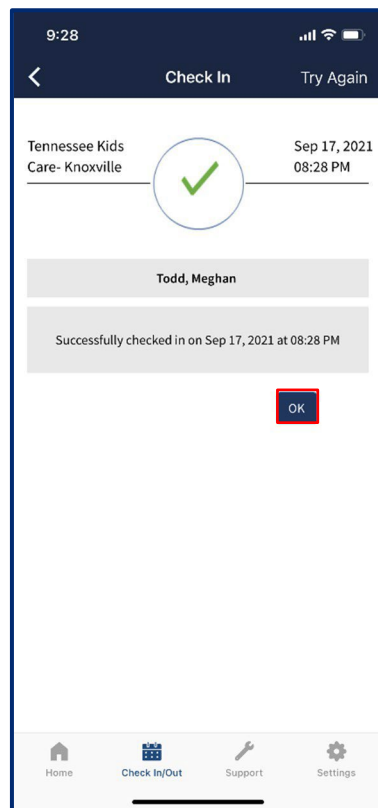 9:28
Check In
Try Again
Tennessee Kids
Care- Knoxville
Sep 17, 2021
08:28 PM
Todd, Meghan
Successfully checked in on Sep 17, 2021 at 08:28 PM
OK
Home
Check In/Out
Support
Settings